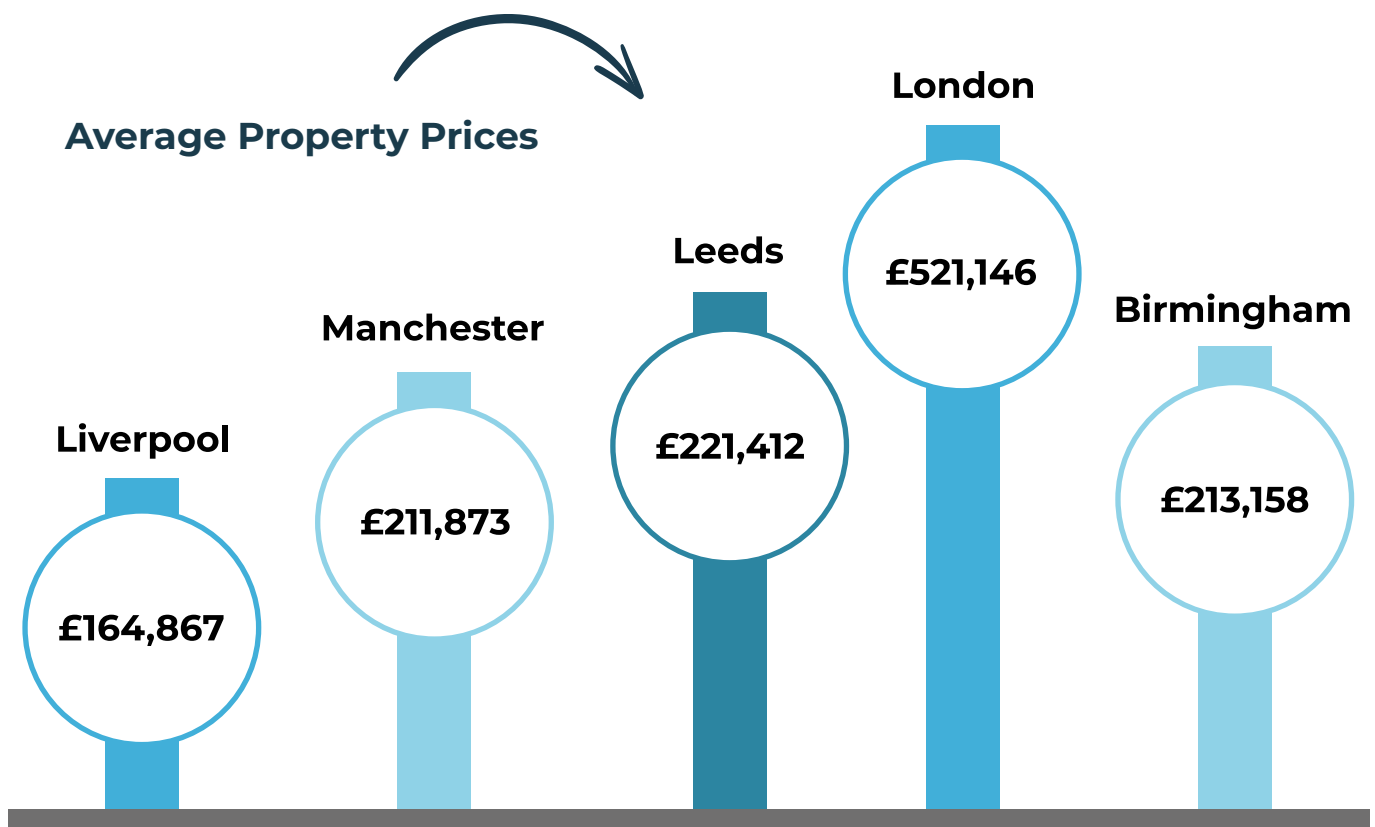 Average Property Prices
Liverpool
£164,867
Manchester
£211,873
Leeds
£221,412
London
£521,146
Birmingham
£213,158